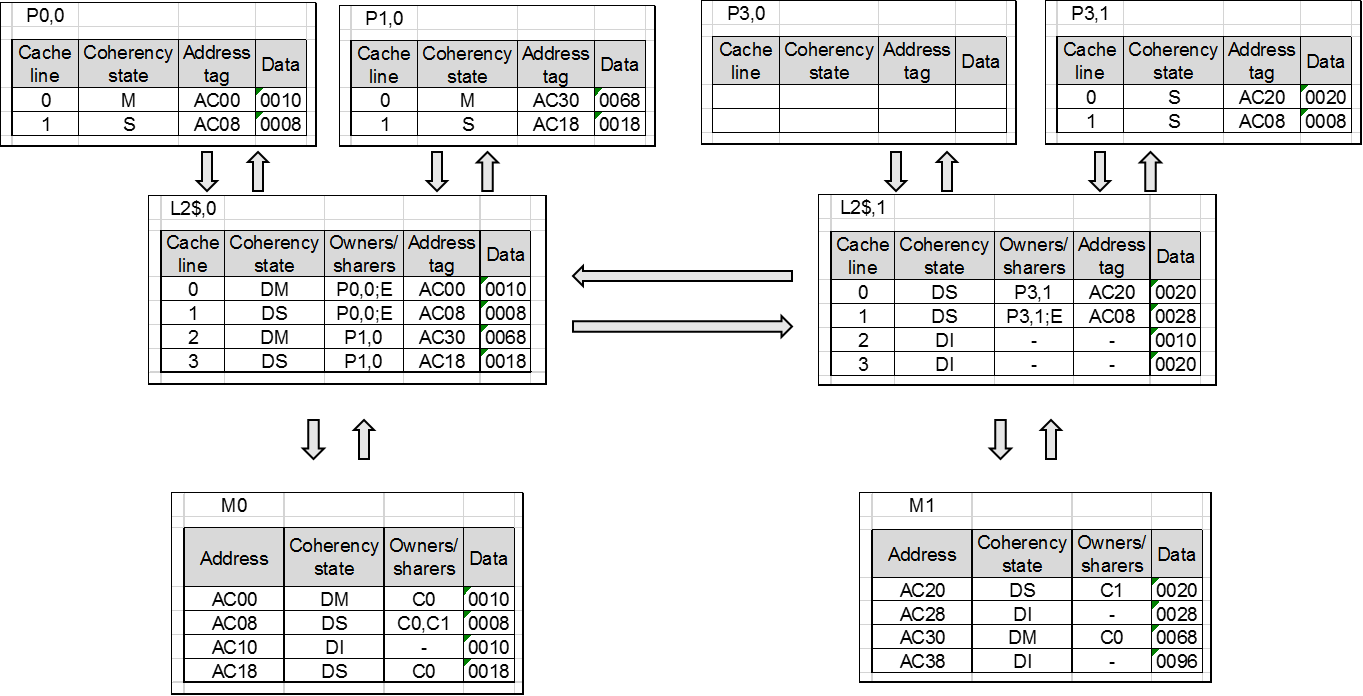 P0,0
Cache line Coherency state Address tag Data
0 M AC00 0010
1 S AC08 0008
P1,0
Cache line Coherency state Address tag Data
0 M AC30 0068
1 S AC18 0018
P3,0
Cache line Coherency state Address tag Data
P3,1
Cache line Coherency state Address tag Data
0 S AC20 0020
1 S AC08 0008
L2$,0
Cache line Coherency state Owners/ sharers Address tag Data
0 DM P0,0;E AC00 0010
1 DS P0,0;E AC08 0008
2 DM P1,0 AC30 0068
3 DS P1,0 AC18 0018
L2$,1
Cache line Coherency state Owners/ sharers Address tag Data
0 DS P3,1 AC20 0020
1 DS P3,1;E AC08 0028
2 DI - - 0010
3 DI - - 0020
M0
Address Coherency state Owners/ sharers Data
AC00 DM C0 0010
AC08 DS C0,C1 0008
AC10 DI - 0010
AC18 DS C0 0018
M1
Address Coherency state Owners/ sharers Data
AC20 DS C1 0020
AC28 DI - 0028
AC30 DM C0 0068
AC38 DI - 0096